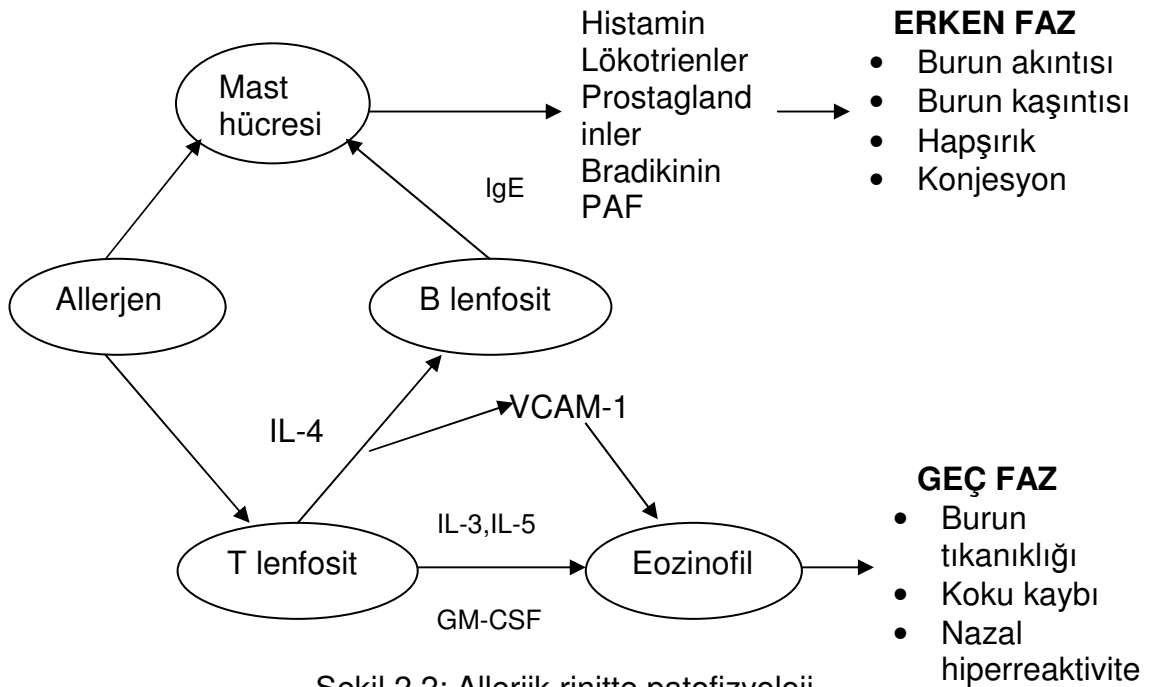 Histamin
Lökotrienler
Prostagland
inler
Bradikinin
PAF
ERKEN FAZ
• Burun akıntısı
• Burun kaşıntısı
• Hapşırık
• Konjesyon
Mast
hücresi
IgE
Allerjen
B lenfosit
IL-4
VCAM-1
T lenfosit
IL-3,IL-5
GM-CSF
Eozinofil
GEÇ FAZ
• Burun
tıkanıklığı
• Koku kaybı
• Nazal
hiperreaktivite
Şekil 2.2: Allerjik rinitte patofizyoloji